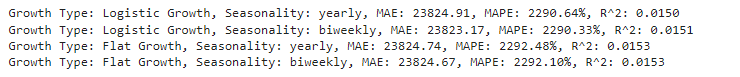 Growth Type: Logistic Growth, Seasonality: yearly, MAE: 23824.91, MAPE: 2290.64%, R^2: 0.0150
Growth Type: Logistic Growth, Seasonality: biweekly, MAE: 23823.17, MAPE: 2290.33%, R^2: 0.0151
Growth Type: Flat Growth, Seasonality: yearly, MAE: 23824.74, MAPE: 2292.48%, R^2: 0.0153
Growth Type: Flat Growth, Seasonality: biweekly, MAE: 23824.67, MAPE: 2292.10%, R^2: 0.0153